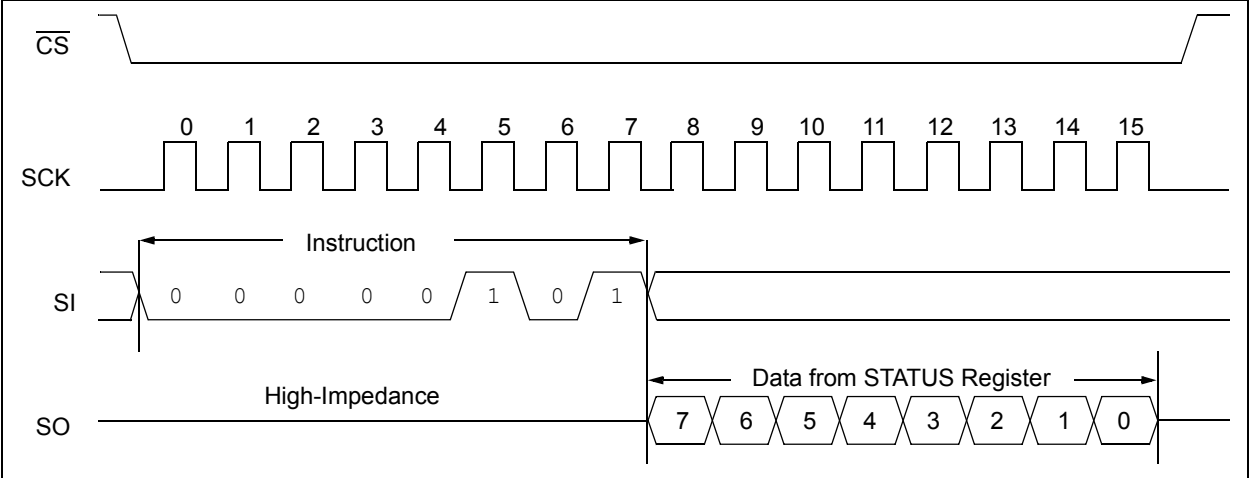 CS
0 1 2 3 4 5 6 7 8 9 10 11 12 13 14 15
SCK
Instruction
SI 0 0 0 0 0 1 0 1
Data from STATUS Register
High-Impedance
SO 7 6 5 4 3 2 1 0